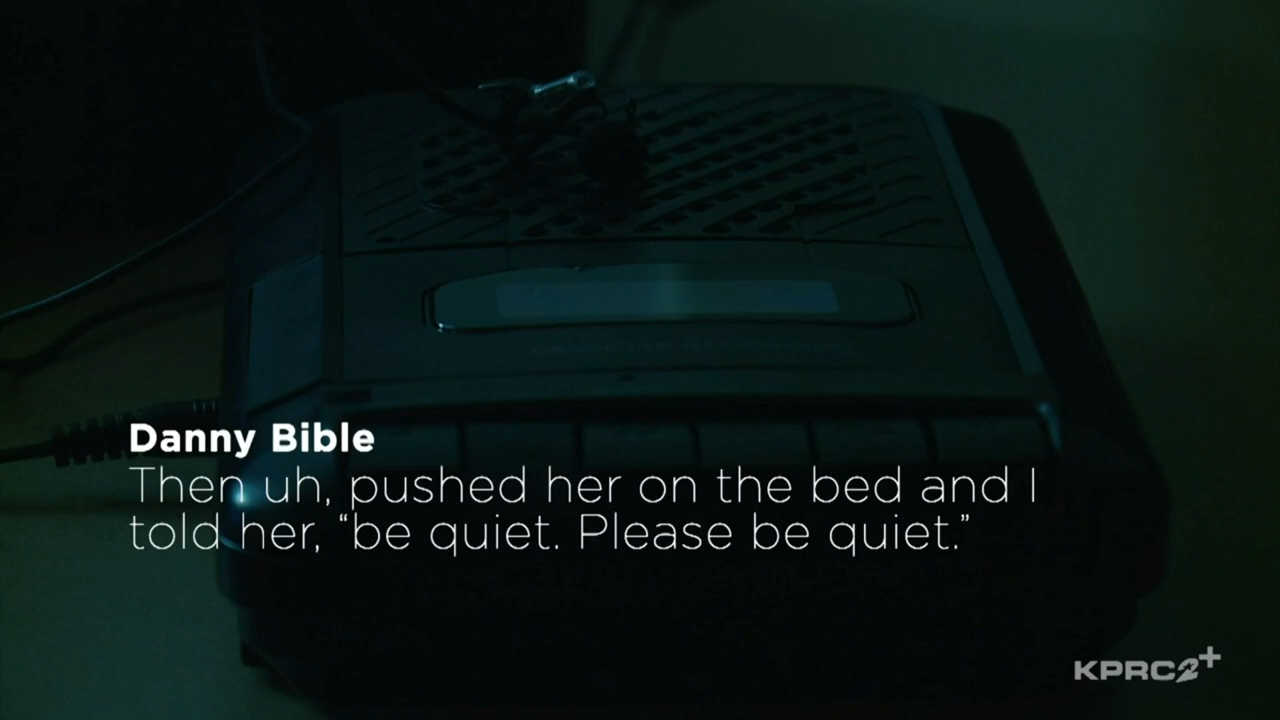 Danny Bible
Then uh, pushed her on the bed and I
told her, “be quiet. Please be quiet.”
KPRC2+